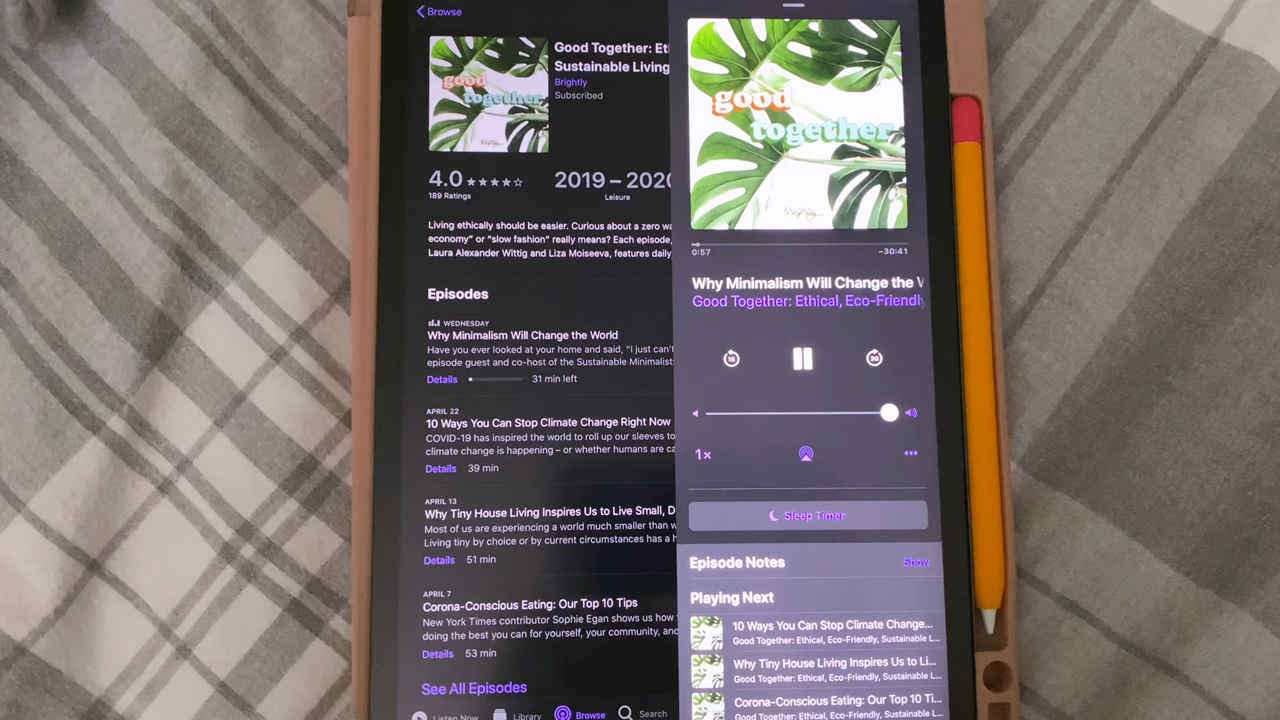 Browse
good
together
Brightly
Good Together: Et
Sustainable Living
Brightly
Subscribed
4.0 ★★★★☆
189 Ratings
2019 – 2020
Leisure
Living ethically should be easier. Curious about a zero wa
economy" or "slow fashion" really means? Each episode,
Laura Alexander Wittig and Liza Moiseeva, features daily
Episodes
WEDNESDAY
Why Minimalism Will Change the World
Have you ever looked at your home and said, "I just can't
episode guest and co-host of the Sustainable Minimalist
Details
31 min left
APRIL 22
10 Ways You Can Stop Climate Change Right Now
COVID-19 has inspired the world to roll up our sleeves to
climate change is happening – or whether humans are ca
Details
39 min
APRIL 13
Why Tiny House Living Inspires Us to Live Small, D
Most of us are experiencing a world much smaller than w
Living tiny by choice or by current circumstances has a h
Details
51 min
APRIL 7
Corona-Conscious Eating: Our Top 10 Tips
New York Times contributor Sophie Egan shows us how
doing the best you can for yourself, your community, and
Details
53 min
See All Episodes
Listen Now
Library
Browse
Search
good
together
Brightly
0:57
–30:41
Why Minimalism Will Change the W
Good Together: Ethical, Eco-Friendly
15
30
1×
•••
Sleep Timer
Episode Notes
Show
Playing Next
10 Ways You Can Stop Climate Change...
Good Together: Ethical, Eco-Friendly, Sustainable L...
Why Tiny House Living Inspires Us to Li...
Good Together: Ethical, Eco-Friendly, Sustainable L...
Corona-Conscious Eating: Our Top 10 Ti...
Good Together: Ethical, Eco-Friendly, Sustainable L...